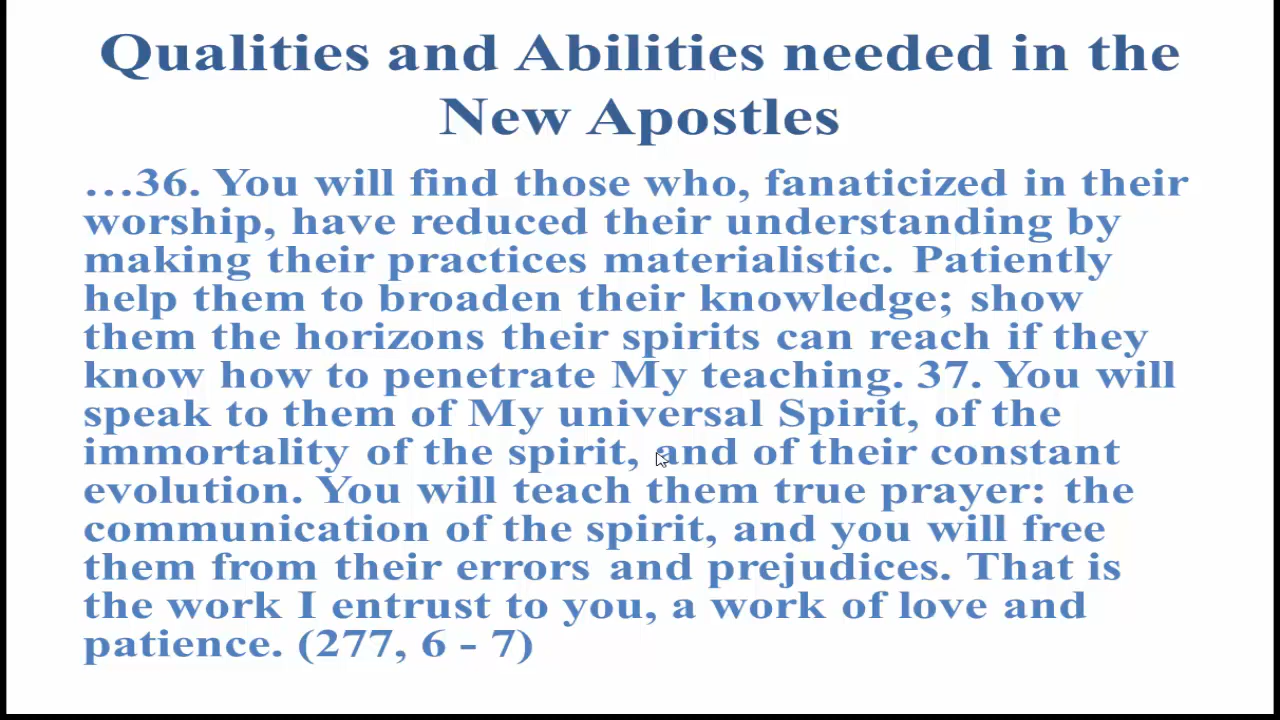 Qualities and Abilities needed in the
New Apostles
…36. You will find those who, fanaticized in their
worship, have reduced their understanding by
making their practices materialistic. Patiently
help them to broaden their knowledge; show
them the horizons their spirits can reach if they
know how to penetrate My teaching. 37. You will
speak to them of My universal Spirit, of the
immortality of the spirit, and of their constant
evolution. You will teach them true prayer: the
communication of the spirit, and you will free
them from their errors and prejudices. That is
the work I entrust to you, a work of love and
patience. (277, 6 - 7)